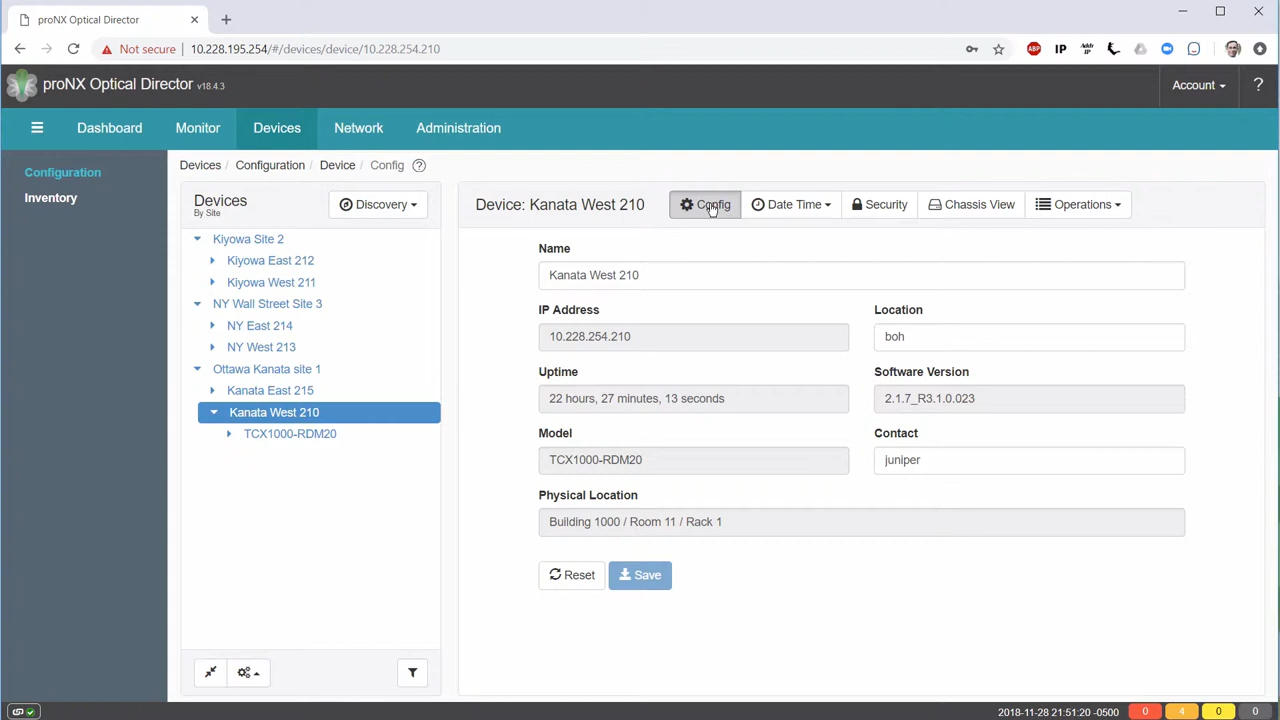 proNX Optical Director
Not secure 10.228.195.254/#/devices/device/10.228.254.210
ABP IP Addr IP
proNX Optical Director v18.4.3
Account ?
Dashboard Monitor Devices Network Administration
Configuration
Inventory
Devices / Configuration / Device / Config ?
Devices
By Site
Discovery
Kiyowa Site 2
Kiyowa East 212
Kiyowa West 211
NY Wall Street Site 3
NY East 214
NY West 213
Ottawa Kanata site 1
Kanata East 215
Kanata West 210
TCX1000-RDM20
Device: Kanata West 210 Config Date Time Security Chassis View Operations
Name
Kanata West 210
IP Address Location
10.228.254.210 boh
Uptime Software Version
22 hours, 27 minutes, 13 seconds 2.1.7_R3.1.0.023
Model Contact
TCX1000-RDM20 juniper
Physical Location
Building 1000 / Room 11 / Rack 1
Reset Save
2018-11-28 21:51:20 -0500 0 4 0 0